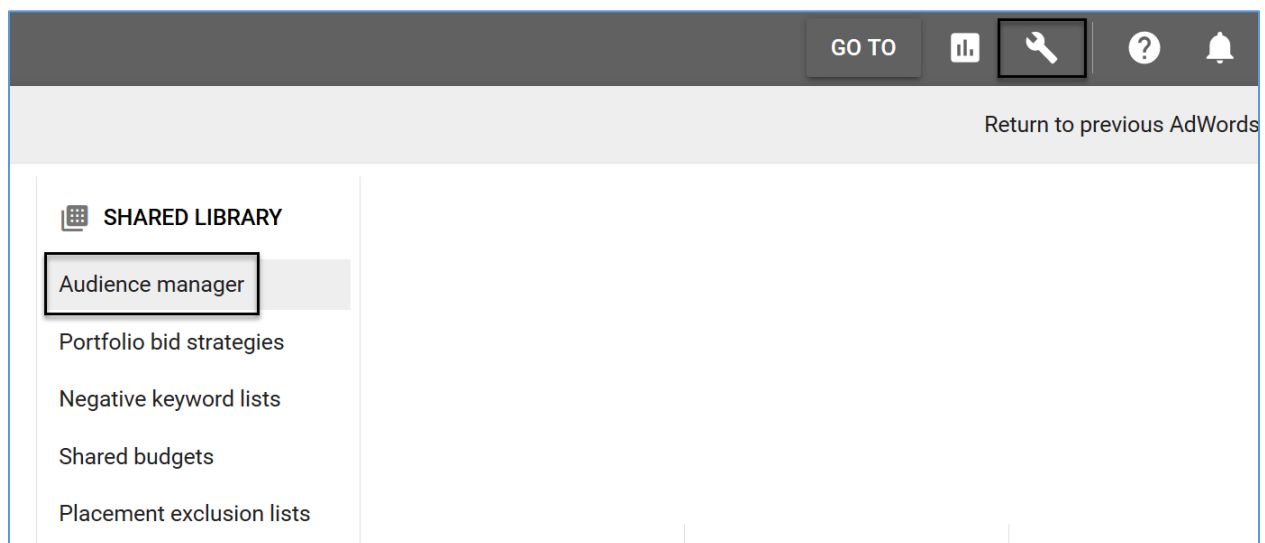 GO TO
Return to previous AdWords
SHARED LIBRARY
Audience manager
Portfolio bid strategies
Negative keyword lists
Shared budgets
Placement exclusion lists